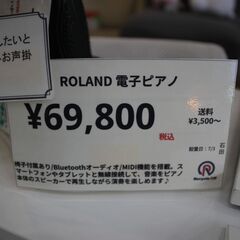 したいと
お声掛
ROLAND 電子ピアノ
¥69,800
税込
送料
¥3,500～
椅子付属あり/Bluetoothオーディオ/MIDI機能を搭載。ス
マートフォンやタブレットと無線接続して、音楽をピアノ
本体のスピーカーで再生しながら演奏を楽しめます♪